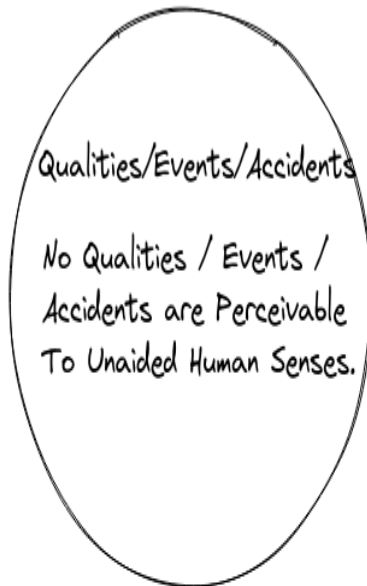 Qualities/Events/Accidents
No Qualities / Events /
Accidents are Perceivable
To Unaided Human Senses.